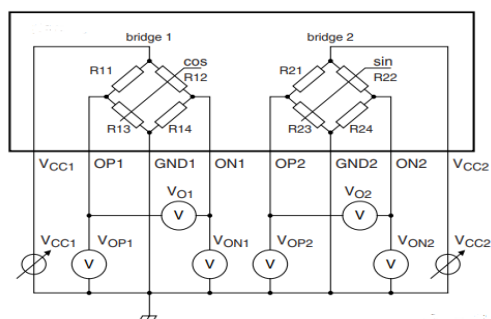 bridge 1 bridge 2
cos sin
R11 R12 R21 R22
R13 R14 R23 R24
VCC1 OP1 GND1 ON1 OP2 GND2 ON2 VCC2
VO1 VO2
V V
VCC1 VOP1 VON1 VOP2 VON2 VCC2
V V V V